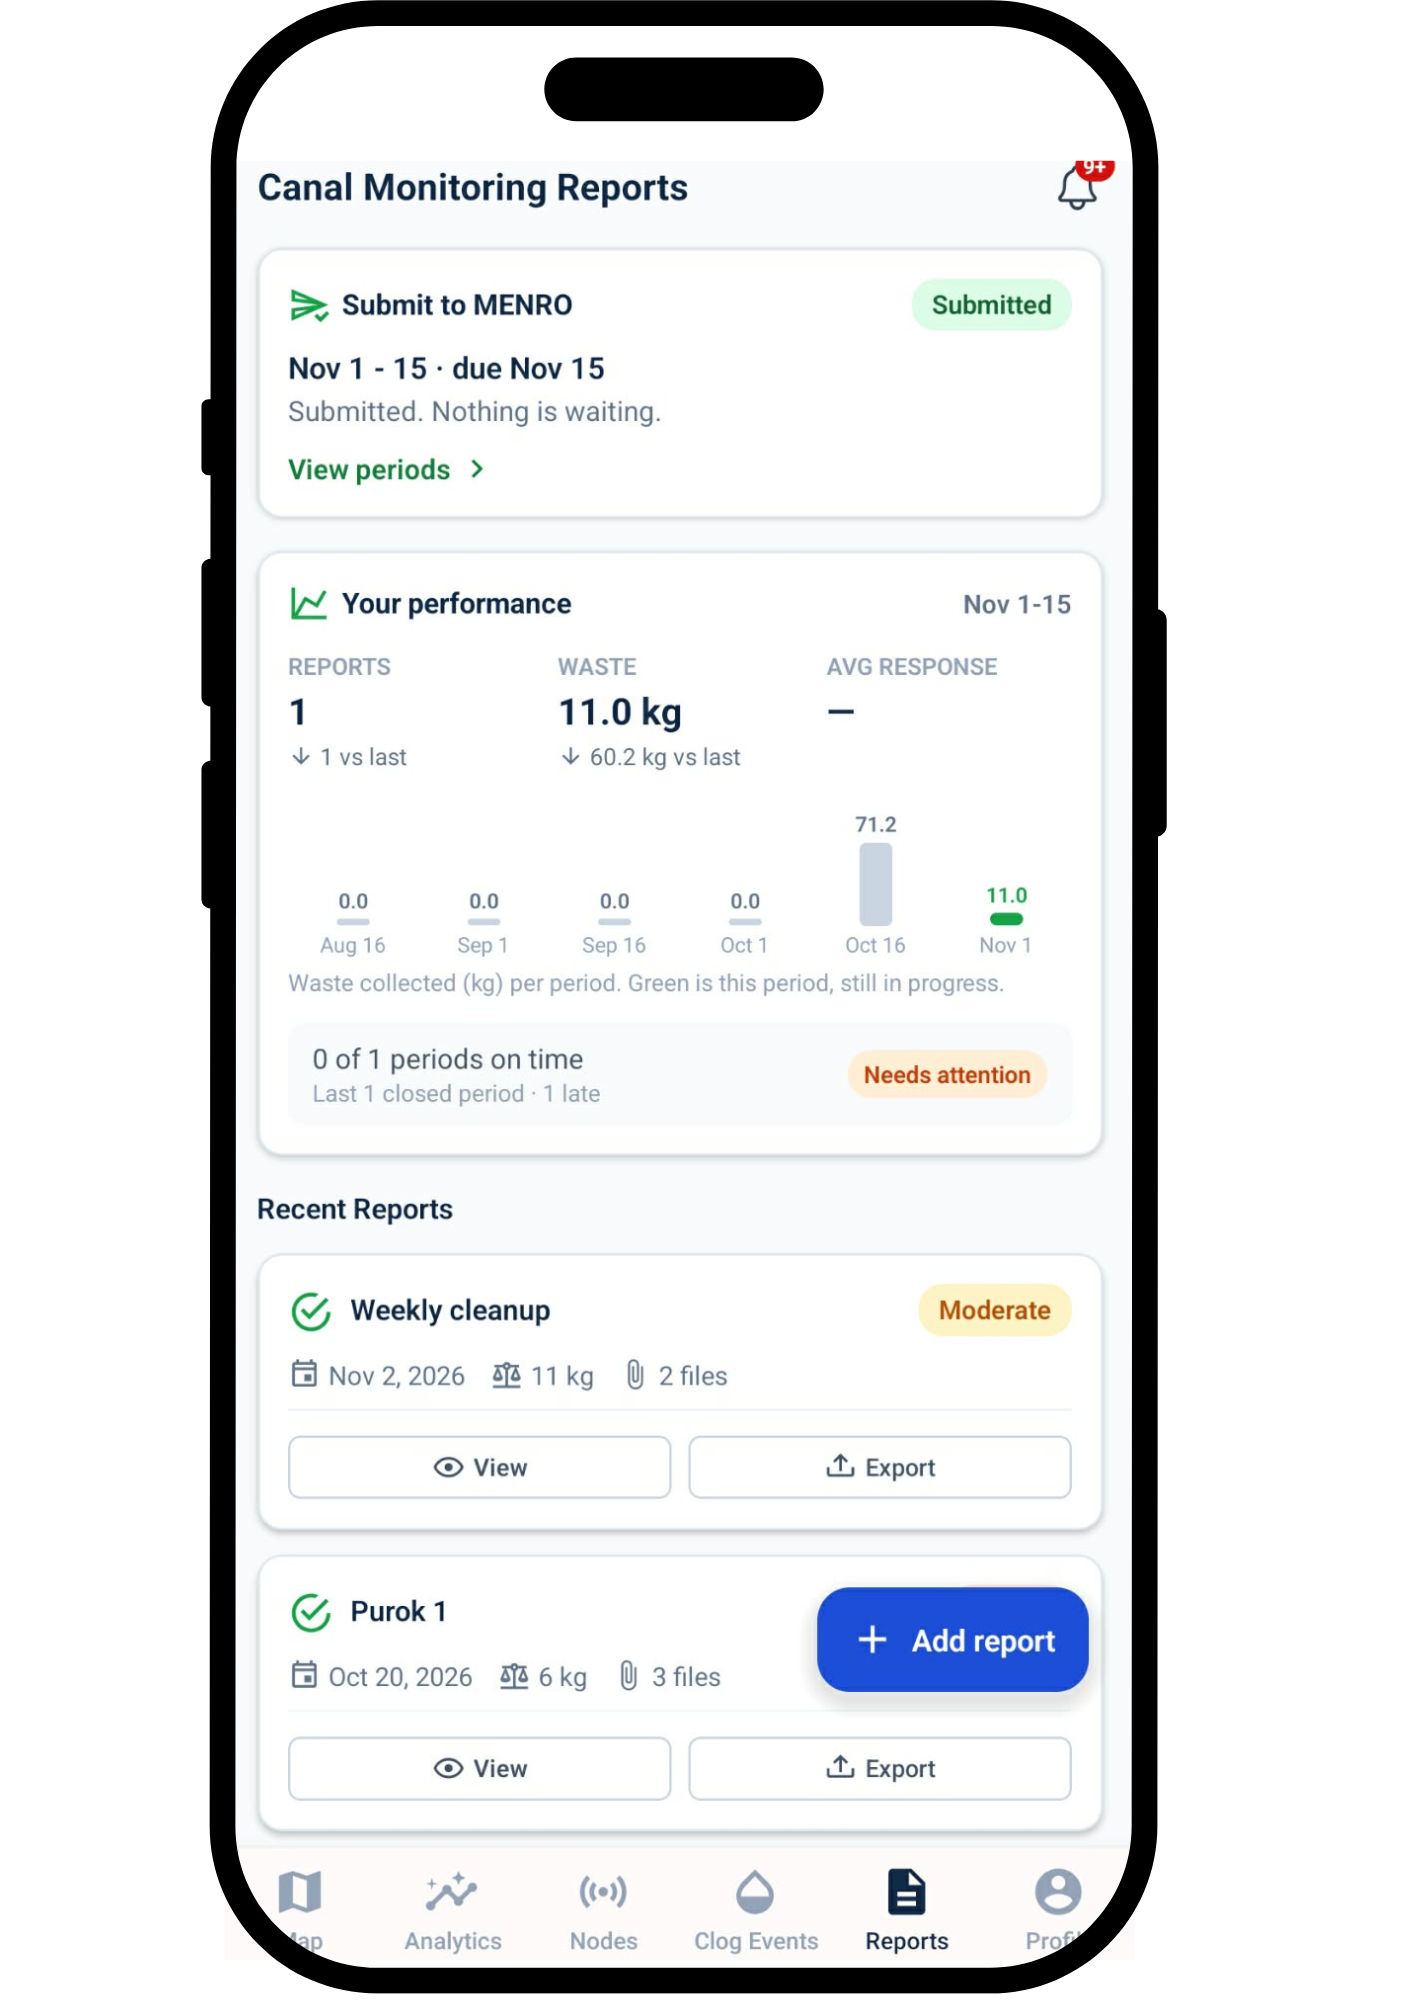 9+
Canal Monitoring Reports
Submit to MENRO
Submitted
Nov 1 - 15 · due Nov 15
Submitted. Nothing is waiting.
View periods
Your performance
Nov 1-15
REPORTS WASTE AVG RESPONSE
1 11.0 kg –
↓ 1 vs last ↓ 60.2 kg vs last
71.2
0.0 0.0 0.0 0.0 11.0
Aug 16 Sep 1 Sep 16 Oct 1 Oct 16 Nov 1
Waste collected (kg) per period. Green is this period, still in progress.
0 of 1 periods on time
Last 1 closed period · 1 late
Needs attention
Recent Reports
Weekly cleanup
Moderate
Nov 2, 2026 11 kg 2 files
View Export
Purok 1
+ Add report
Oct 20, 2026 6 kg 3 files
View Export
Analytics Nodes Clog Events Reports